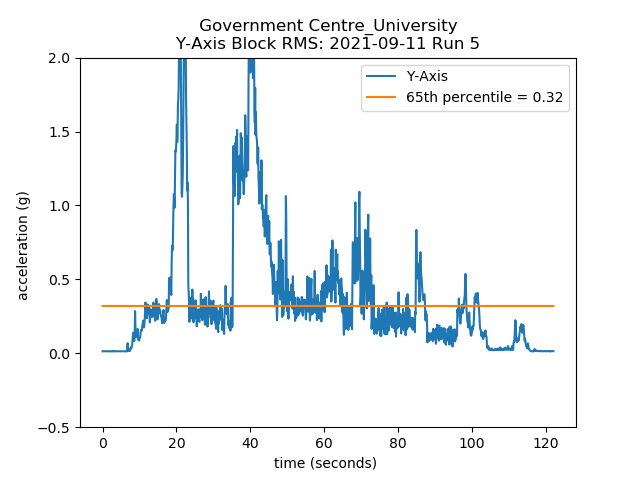 Government Centre_University
Y-Axis Block RMS: 2021-09-11 Run 5
Y-Axis
65th percentile = 0.32
2.0
1.5
1.0
0.5
0.0
−0.5
acceleration (g)
0 20 40 60 80 100 120
time (seconds)